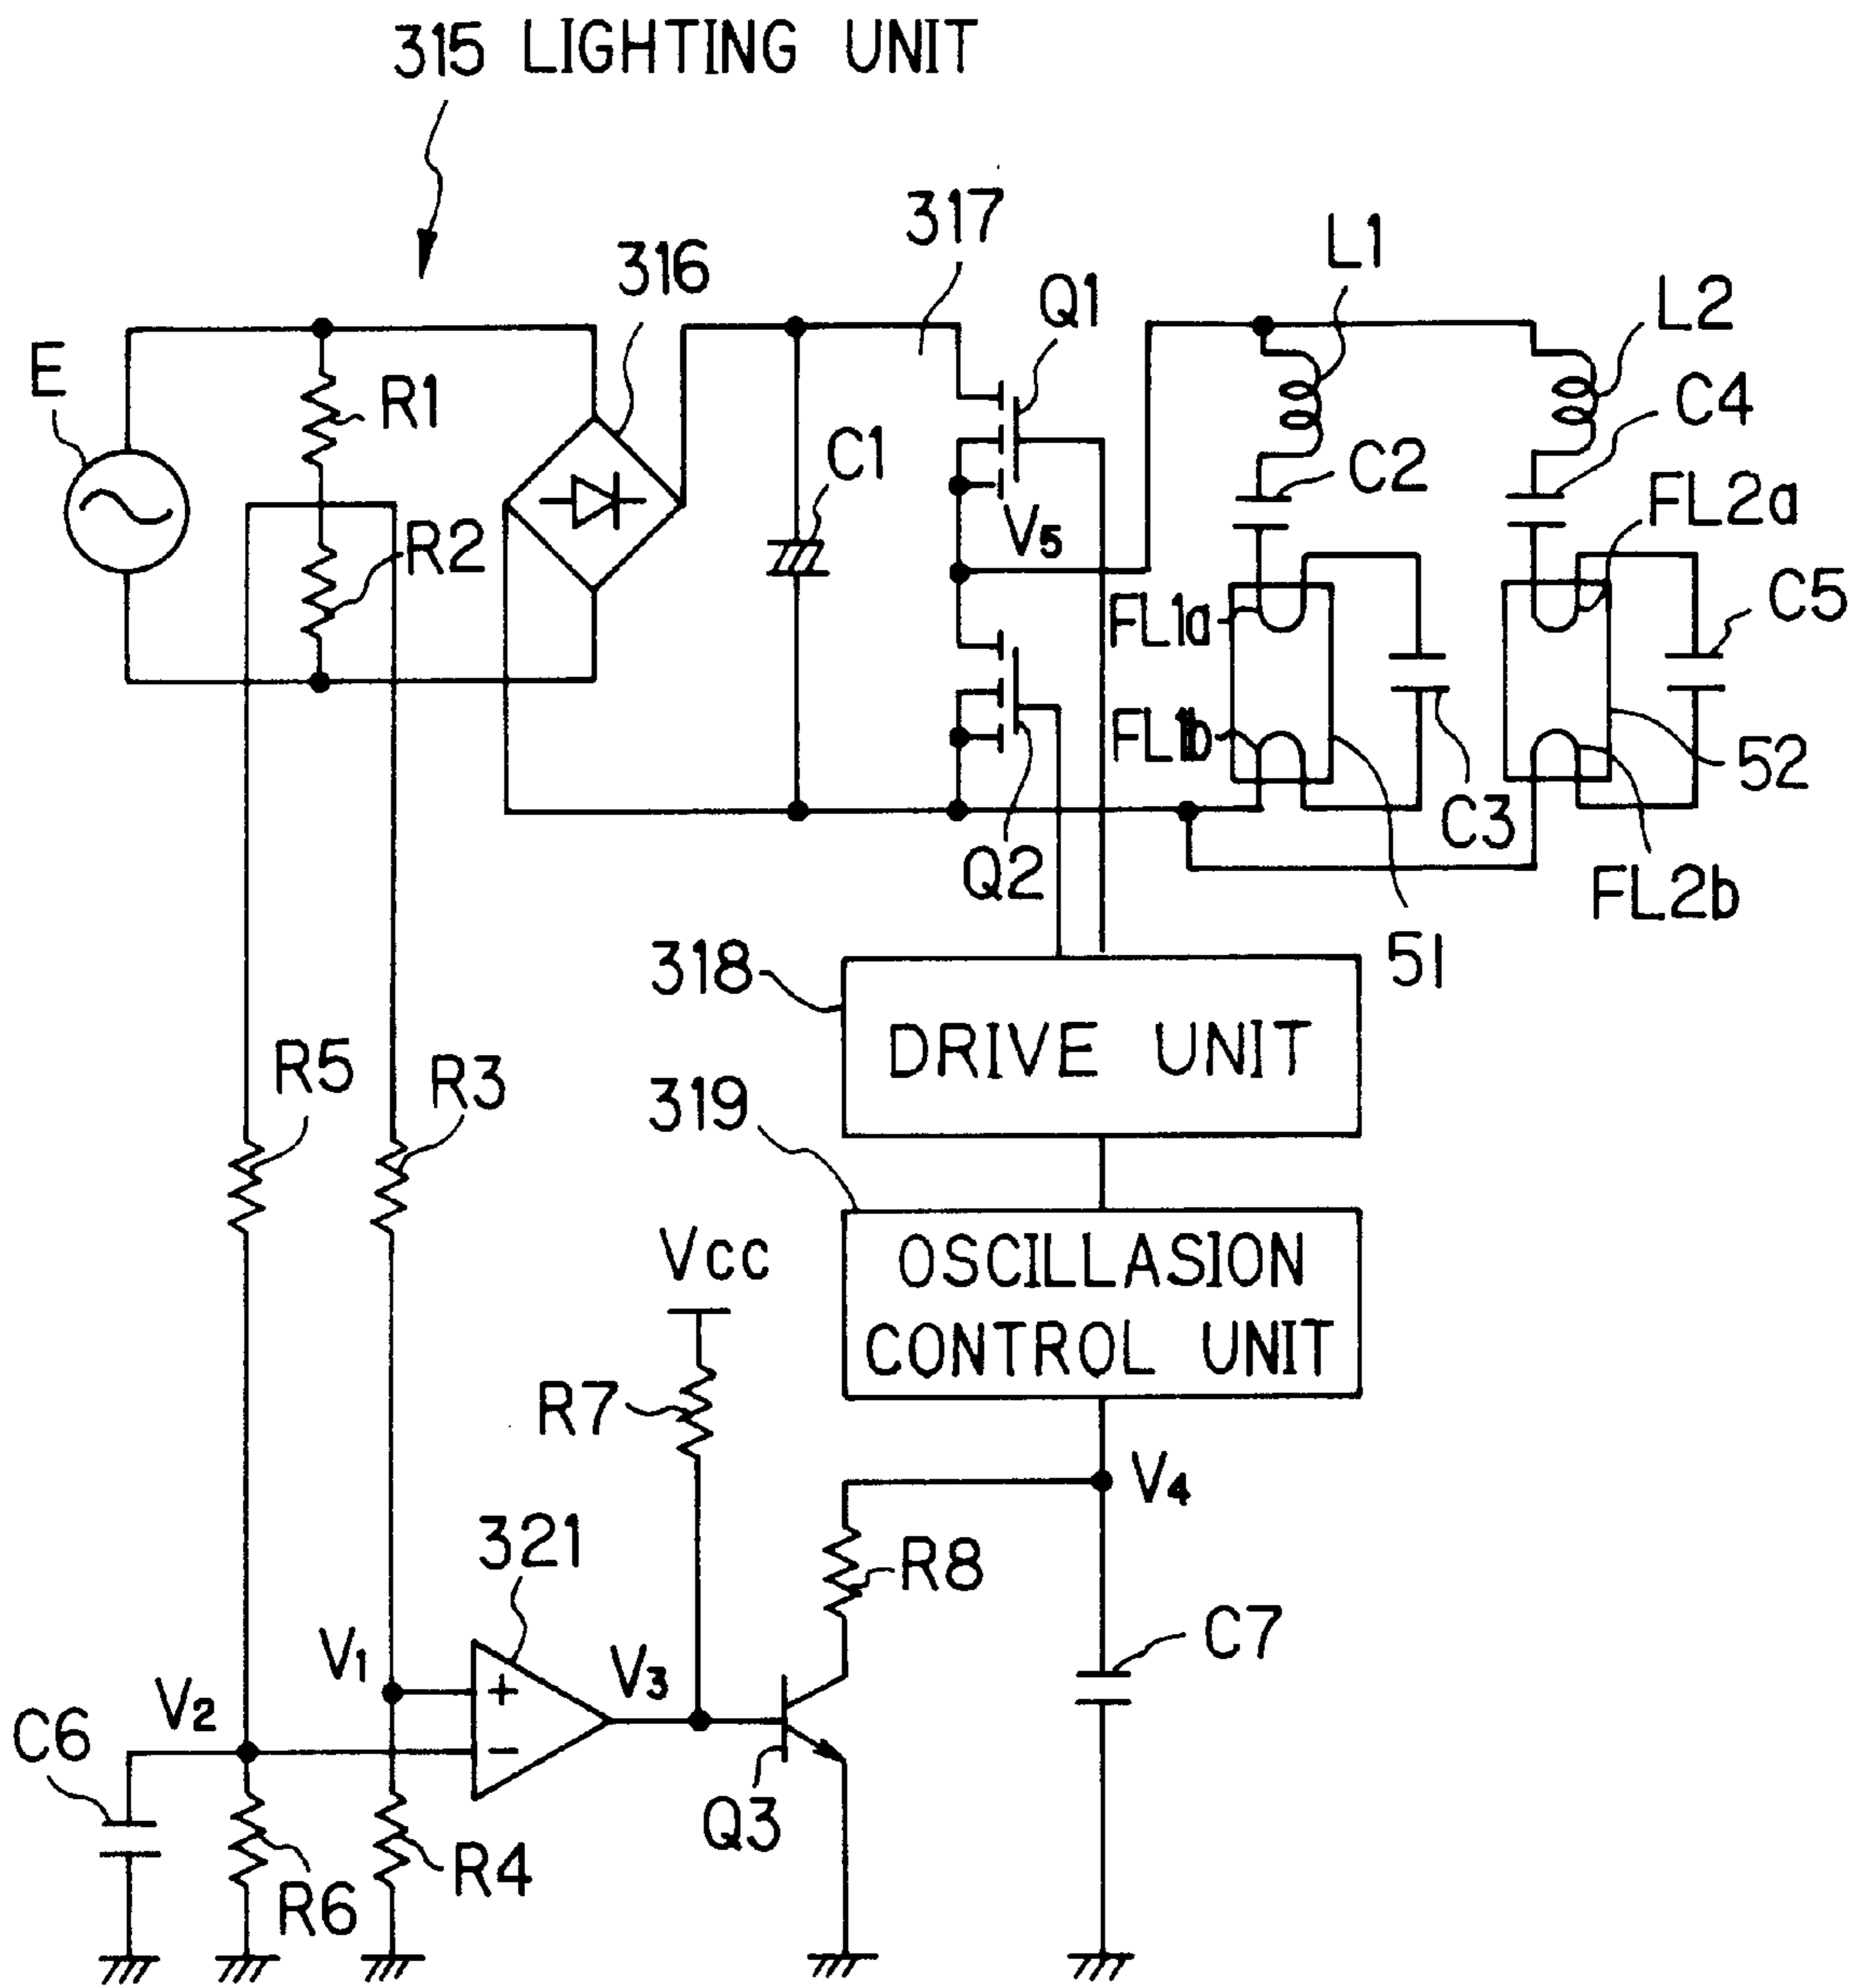 315 LIGHTING UNIT
317
L1
316
Q1
L2
E
R1
C4
C1
C2
FL2a
R2
V5
C5
FL1a
FL1b
52
C3
Q2
FL2b
318
51
DRIVE UNIT
R5
R3
319
Vcc
OSCILLASION
CONTROL UNIT
R7
V4
321
R8
C7
V1
+
V3
V2
C6
−
Q3
R4
R6